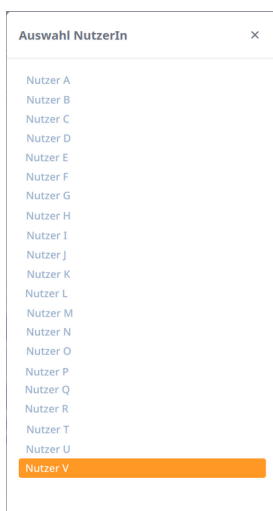 Auswahl NutzerIn ×
Nutzer A
Nutzer B
Nutzer C
Nutzer D
Nutzer E
Nutzer F
Nutzer G
Nutzer H
Nutzer I
Nutzer J
Nutzer K
Nutzer L
Nutzer M
Nutzer N
Nutzer O
Nutzer P
Nutzer Q
Nutzer R
Nutzer T
Nutzer U
Nutzer V